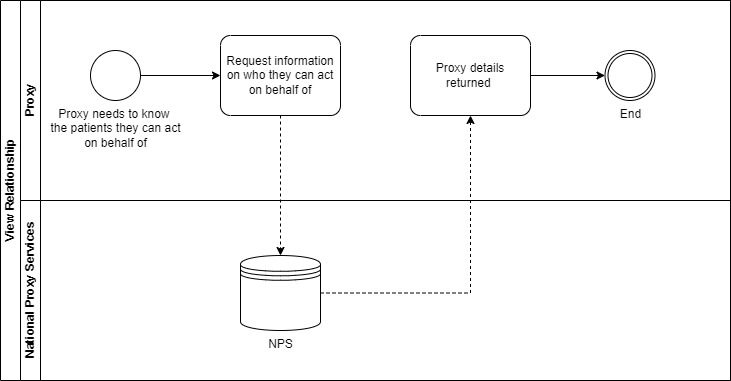 View Relationship
Proxy
Proxy needs to know
the patients they can act
on behalf of
Request information
on who they can act
on behalf of
Proxy details
returned
End
National Proxy Services
NPS